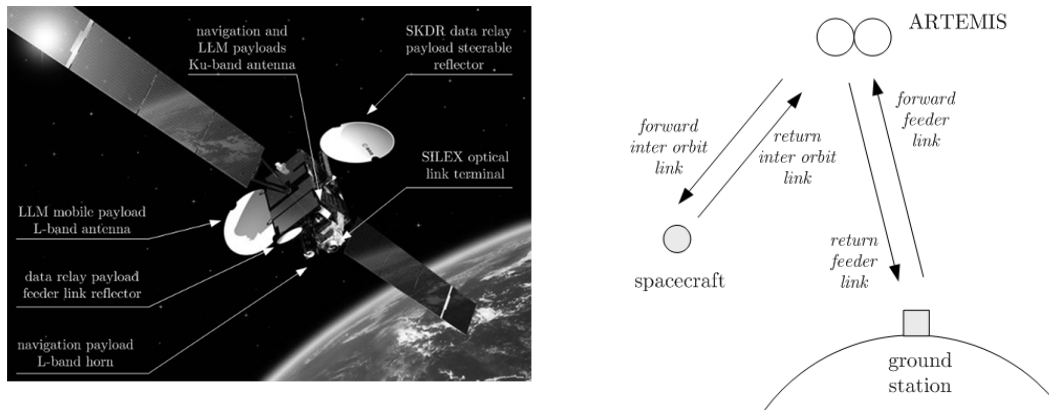 navigation and
LLM payloads
Ku-band antenna
SKDR data relay
payload steerable
reflector
SILEX optical
link terminal
LLM mobile payload
L-band antenna
data relay payload
feeder link reflector
navigation payload
L-band horn
ARTEMIS
forward
inter orbit
link
return
inter orbit
link
forward
feeder
link
return
feeder
link
spacecraft
ground
station